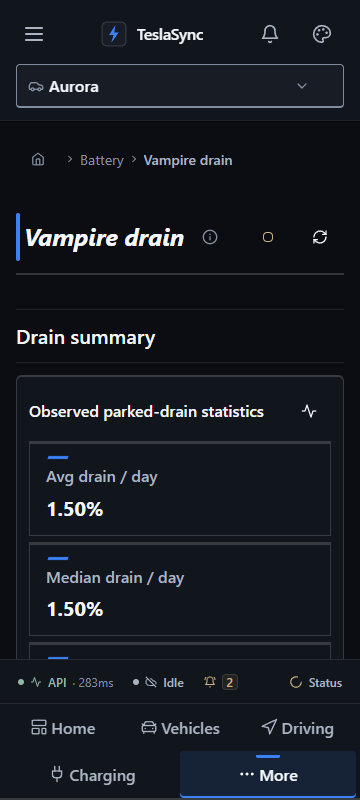 TeslaSync
Aurora
Battery
Vampire drain
Vampire drain
Drain summary
Observed parked-drain statistics
Avg drain / day
1.50%
Median drain / day
1.50%
API · 283ms
Idle
2
Status
Home
Vehicles
Driving
Charging
More